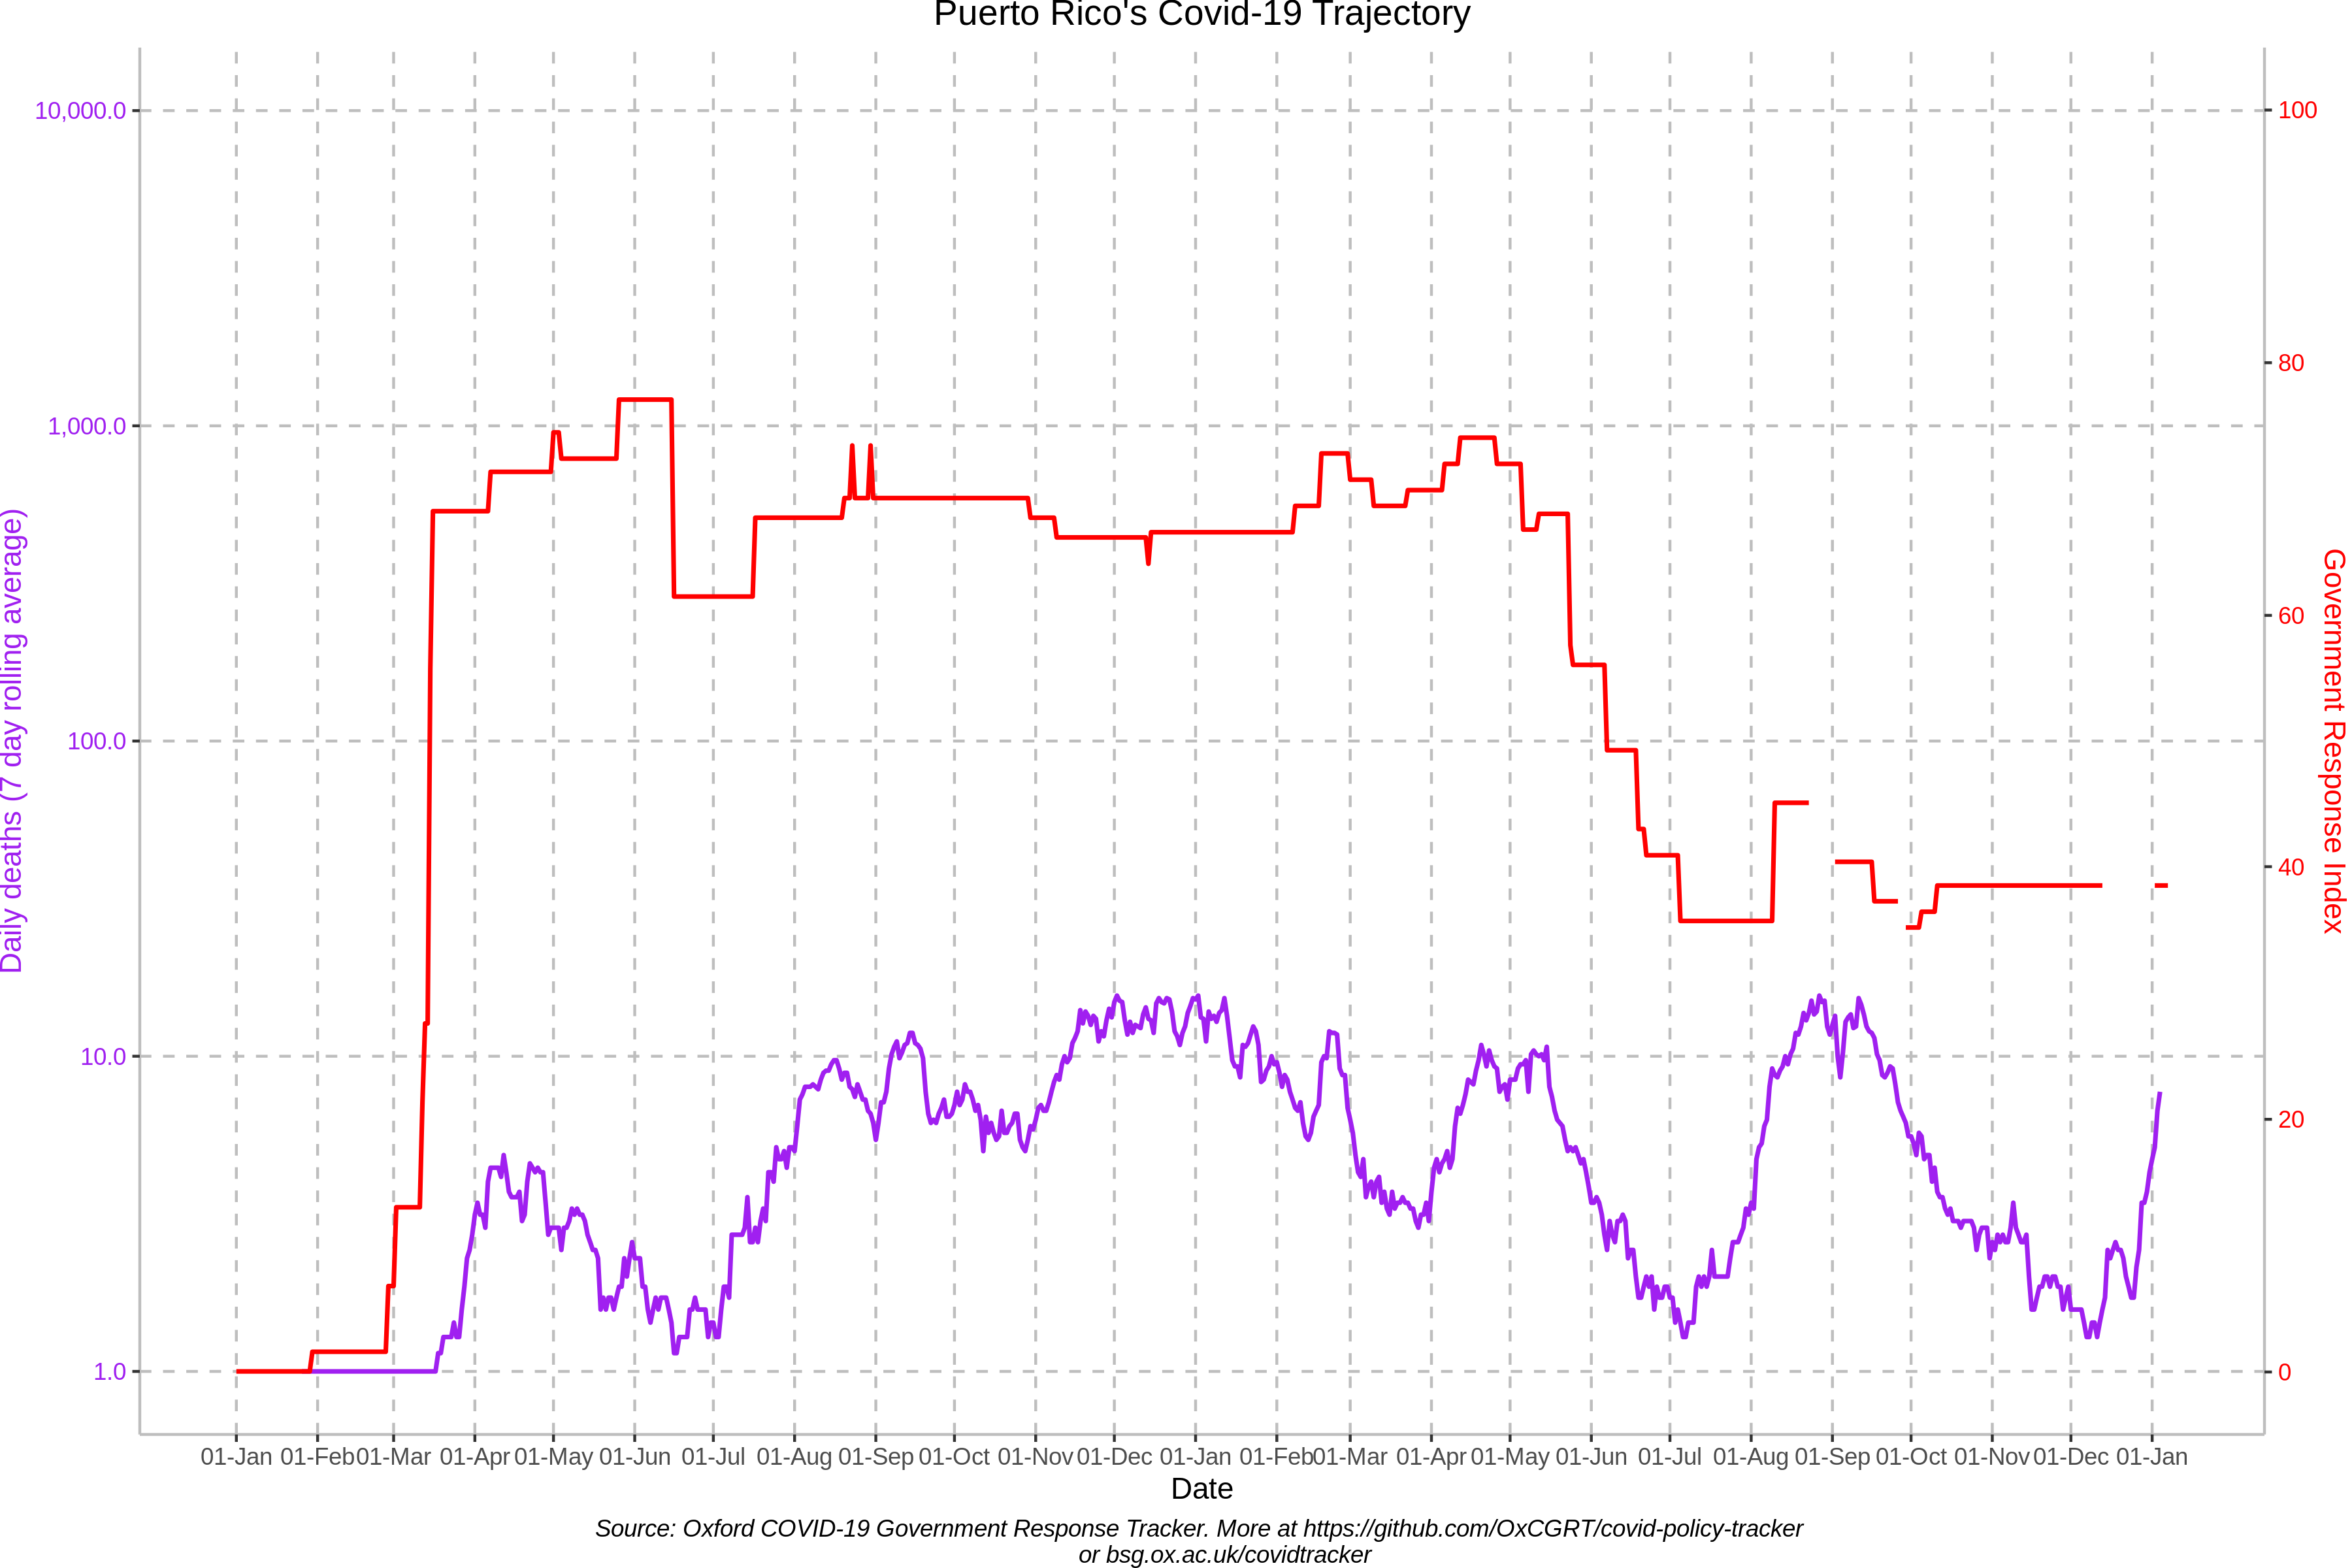 Puerto Rico's Covid-19 Trajectory
Daily deaths (7 day rolling average)
10,000.0
1,000.0
100.0
10.0
1.0
100
80
60
40
20
0
Government Response Index
01-Jan 01-Feb 01-Mar 01-Apr 01-May 01-Jun 01-Jul 01-Aug 01-Sep 01-Oct 01-Nov 01-Dec 01-Jan 01-Feb 01-Mar 01-Apr 01-May 01-Jun 01-Jul 01-Aug 01-Sep 01-Oct 01-Nov 01-Dec 01-Jan
Date
Source: Oxford COVID-19 Government Response Tracker. More at https://github.com/OxCGRT/covid-policy-tracker
or bsg.ox.ac.uk/covidtracker